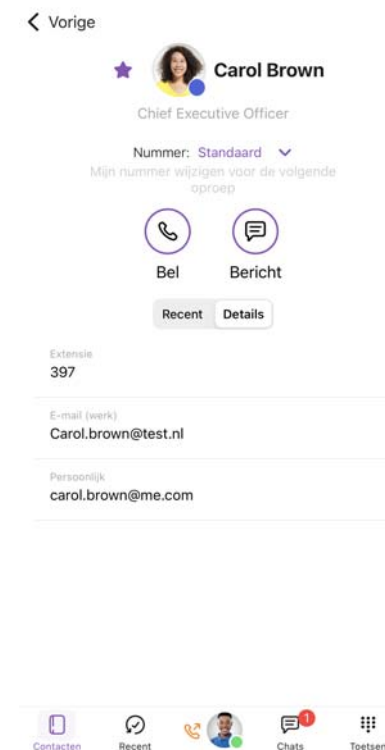 Vorige
Carol Brown
Chief Executive Officer
Nummer: Standaard
Mijn nummer wijzigen voor de volgende
oproep
Bel Bericht
Recent Details
Extensie
397
E-mail (werk)
Carol.brown@test.nl
Persoonlijk
carol.brown@me.com
1
Contacten Recent Chats Toetsen